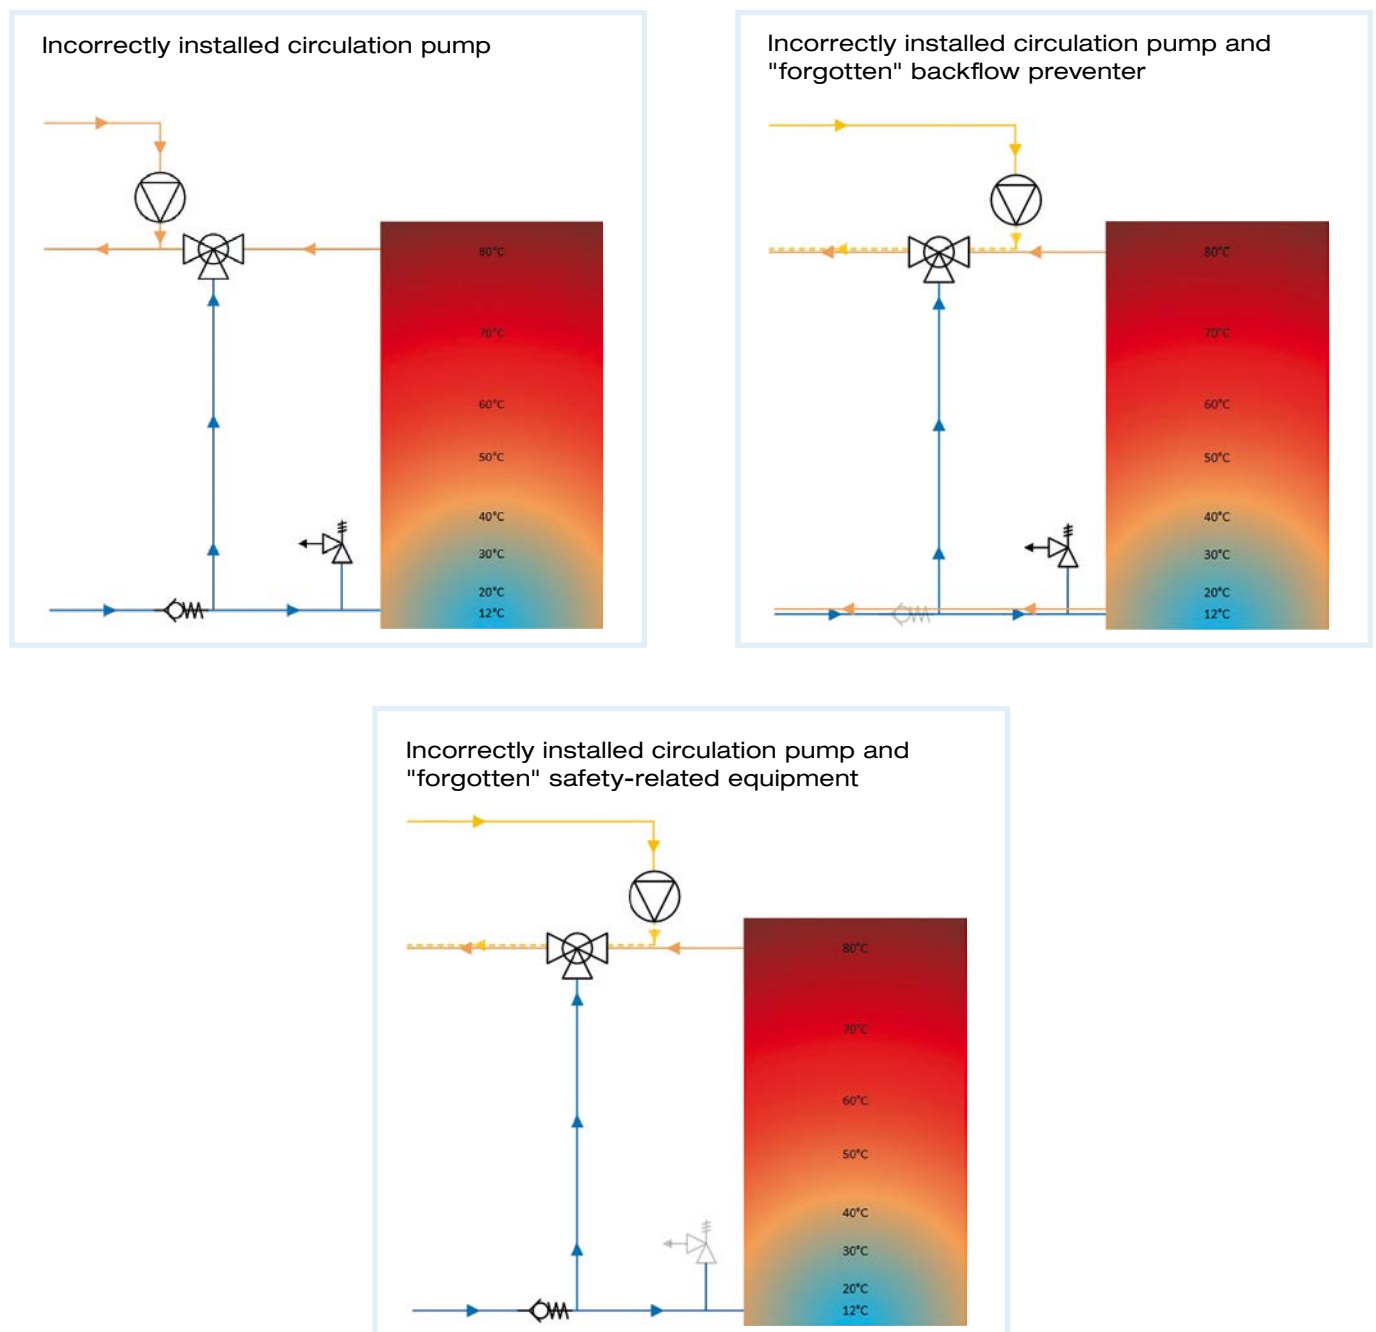 Incorrectly installed circulation pump
80°C
70°C
60°C
50°C
40°C
30°C
20°C
12°C
Incorrectly installed circulation pump and
"forgotten" backflow preventer
80°C
70°C
60°C
50°C
40°C
30°C
20°C
12°C
Incorrectly installed circulation pump and
"forgotten" safety-related equipment
80°C
70°C
60°C
50°C
40°C
30°C
20°C
12°C